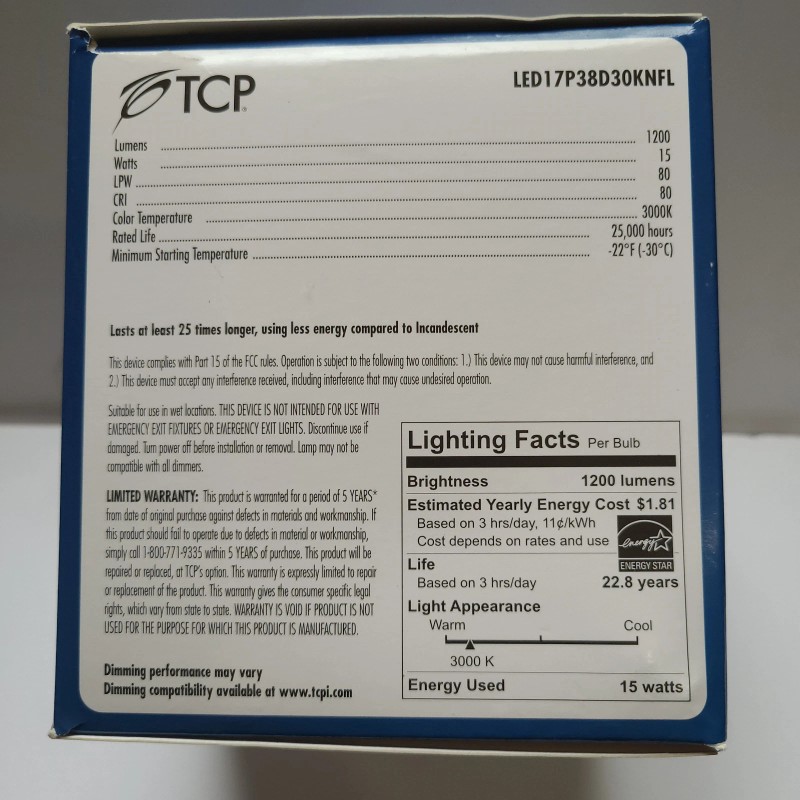 TCP
LED17P38D30KNFL
Lumens 1200
Watts 15
LPW 80
CRI 80
Color Temperature 3000K
Rated Life 25,000 hours
Minimum Starting Temperature -22°F (-30°C)
Lasts at least 25 times longer, using less energy compared to Incandescent
This device complies with Part 15 of the FCC rules. Operation is subject to the following two conditions: 1.) This device may not cause harmful interference, and
2.) This device must accept any interference received, including interference that may cause undesired operation.
Suitable for use in wet locations. THIS DEVICE IS NOT INTENDED FOR USE WITH
EMERGENCY EXIT FIXTURES OR EMERGENCY EXIT LIGHTS. Discontinue use if
damaged. Turn power off before installation or removal. Lamp may not be
compatible with all dimmers.
LIMITED WARRANTY: This product is warranted for a period of 5 YEARS*
from date of original purchase against defects in materials and workmanship. If
this product should fail to operate due to defects in material or workmanship,
simply call 1-800-771-9335 within 5 YEARS of purchase. This product will be
repaired or replaced, at TCP's option. This warranty is expressly limited to repair
or replacement of the product. This warranty gives the consumer specific legal
rights, which vary from state to state. WARRANTY IS VOID IF PRODUCT IS NOT
USED FOR THE PURPOSE FOR WHICH THIS PRODUCT IS MANUFACTURED.
Dimming performance may vary
Dimming compatibility available at www.tcpi.com
Lighting Facts Per Bulb
Brightness 1200 lumens
Estimated Yearly Energy Cost $1.81
Based on 3 hrs/day, 11¢/kWh
Cost depends on rates and use
energy
ENERGY STAR
Life
Based on 3 hrs/day 22.8 years
Light Appearance
Warm Cool
3000 K
Energy Used 15 watts